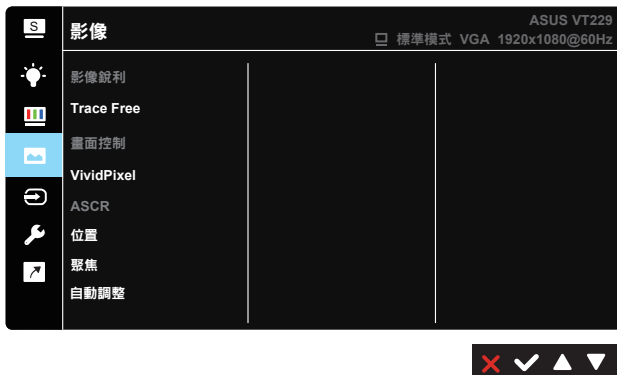 S
影像
ASUS VT229
標準模式 VGA 1920x1080@60Hz
影像銳利
Trace Free
畫面控制
VividPixel
ASCR
位置
聚焦
自動調整